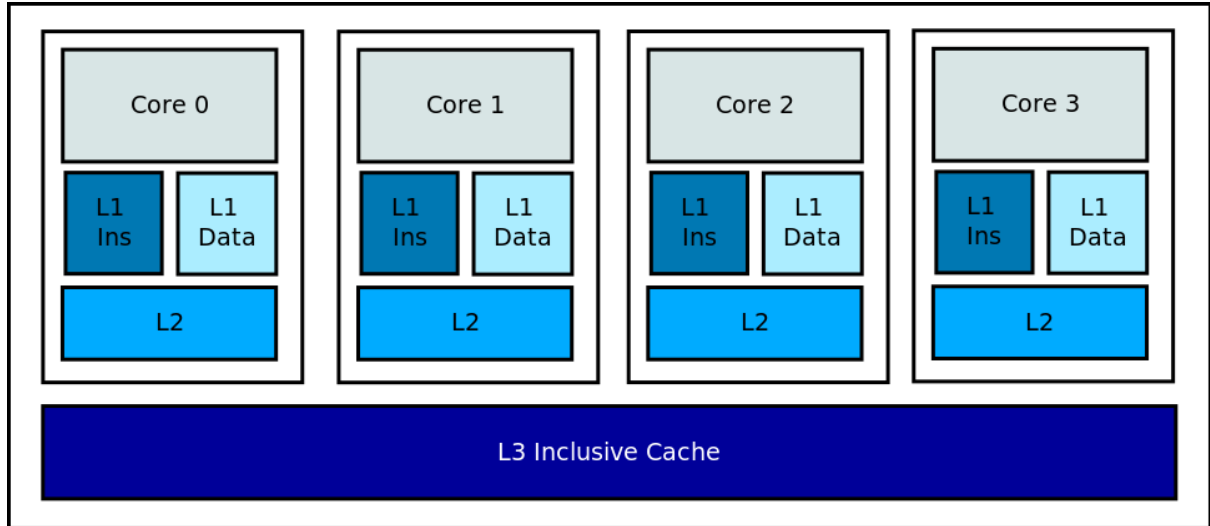 Core 0
Core 1
Core 2
Core 3
L1
Ins
L1
Data
L1
Ins
L1
Data
L1
Ins
L1
Data
L1
Ins
L1
Data
L2
L2
L2
L2
L3 Inclusive Cache